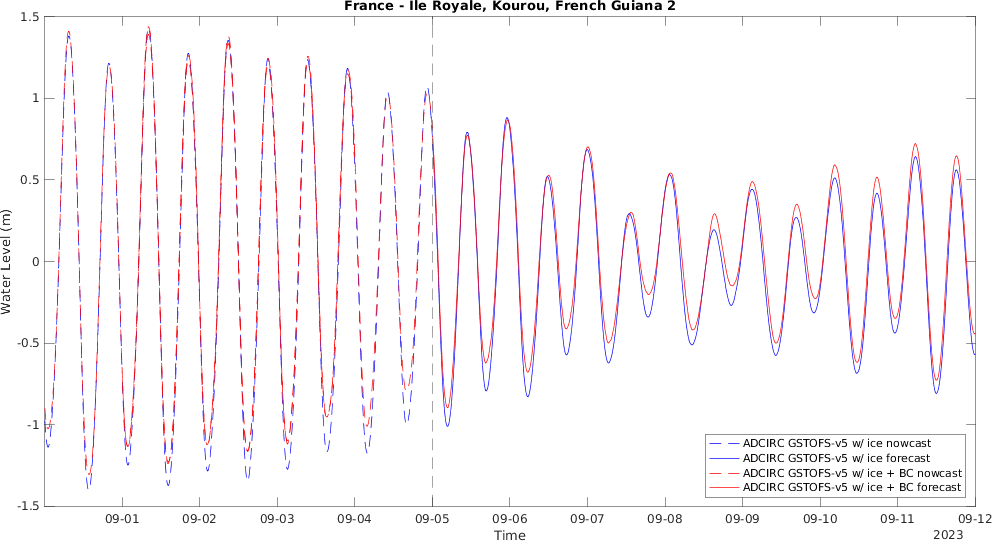 France - Ile Royale, Kourou, French Guiana 2
Water Level (m)
1.5
1
0.5
0
-0.5
-1
-1.5
09-01 09-02 09-03 09-04 09-05 09-06 09-07 09-08 09-09 09-10 09-11 09-12
Time
2023
ADCIRC GSTOFS-v5 w/ ice nowcast
ADCIRC GSTOFS-v5 w/ ice forecast
ADCIRC GSTOFS-v5 w/ ice + BC nowcast
ADCIRC GSTOFS-v5 w/ ice + BC forecast